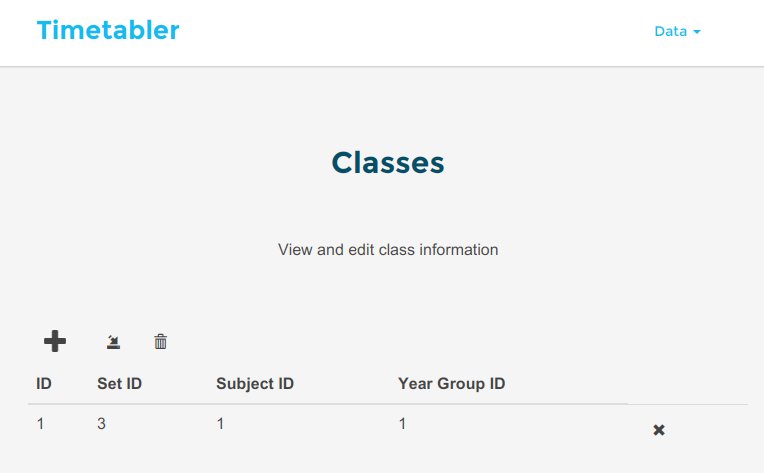 Timetabler
Data
Classes
View and edit class information
ID Set ID Subject ID Year Group ID
1 3 1 1